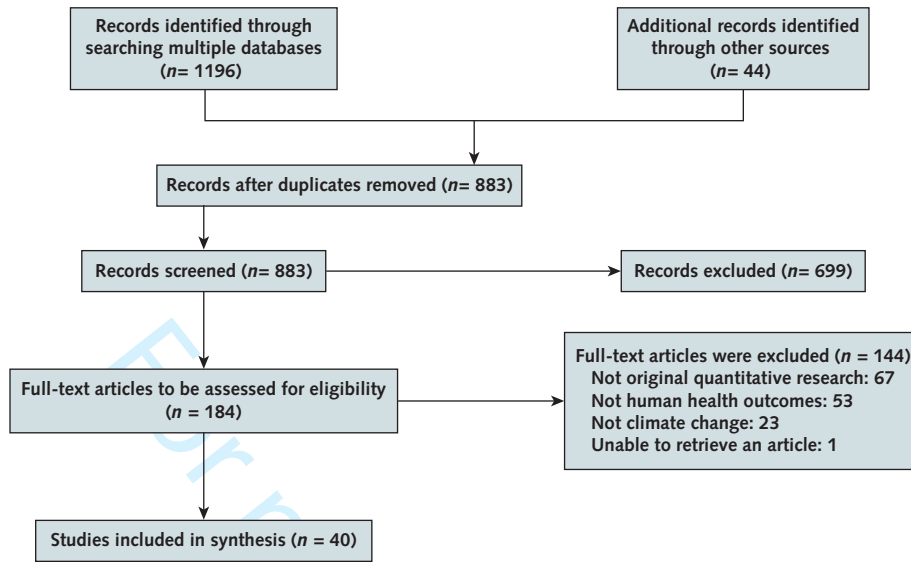 Records identified through
searching multiple databases
(n= 1196)
Additional records identified
through other sources
(n= 44)
Records after duplicates removed (n= 883)
Records screened (n= 883)
Records excluded (n= 699)
Full-text articles to be assessed for eligibility
(n = 184)
Full-text articles were excluded (n = 144)
Not original quantitative research: 67
Not human health outcomes: 53
Not climate change: 23
Unable to retrieve an article: 1
Studies included in synthesis (n = 40)
For